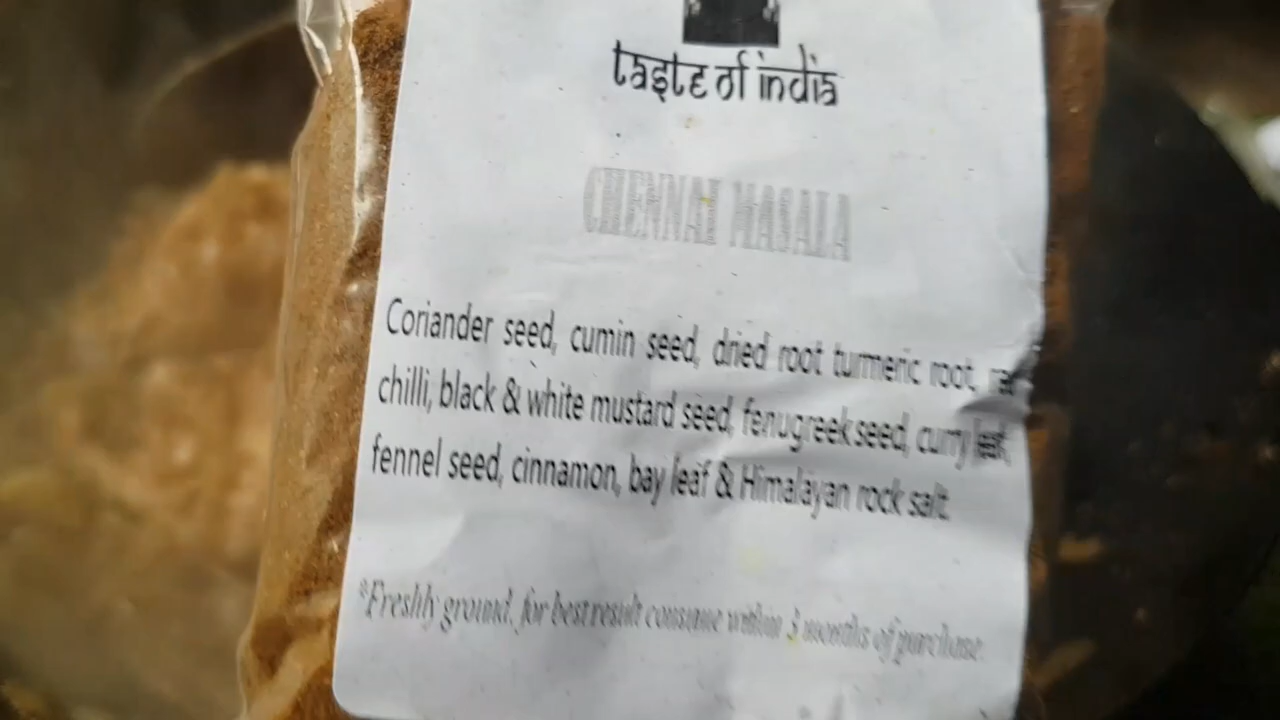 taste of india
CHENNAI MASALA
Coriander seed, cumin seed, dried root turmeric root,
chilli, black & white mustard seed, fenugreek seed, curry leaf,
fennel seed, cinnamon, bay leaf & Himalayan rock salt
*Freshly ground. for best result consume within 3 months of purchase.